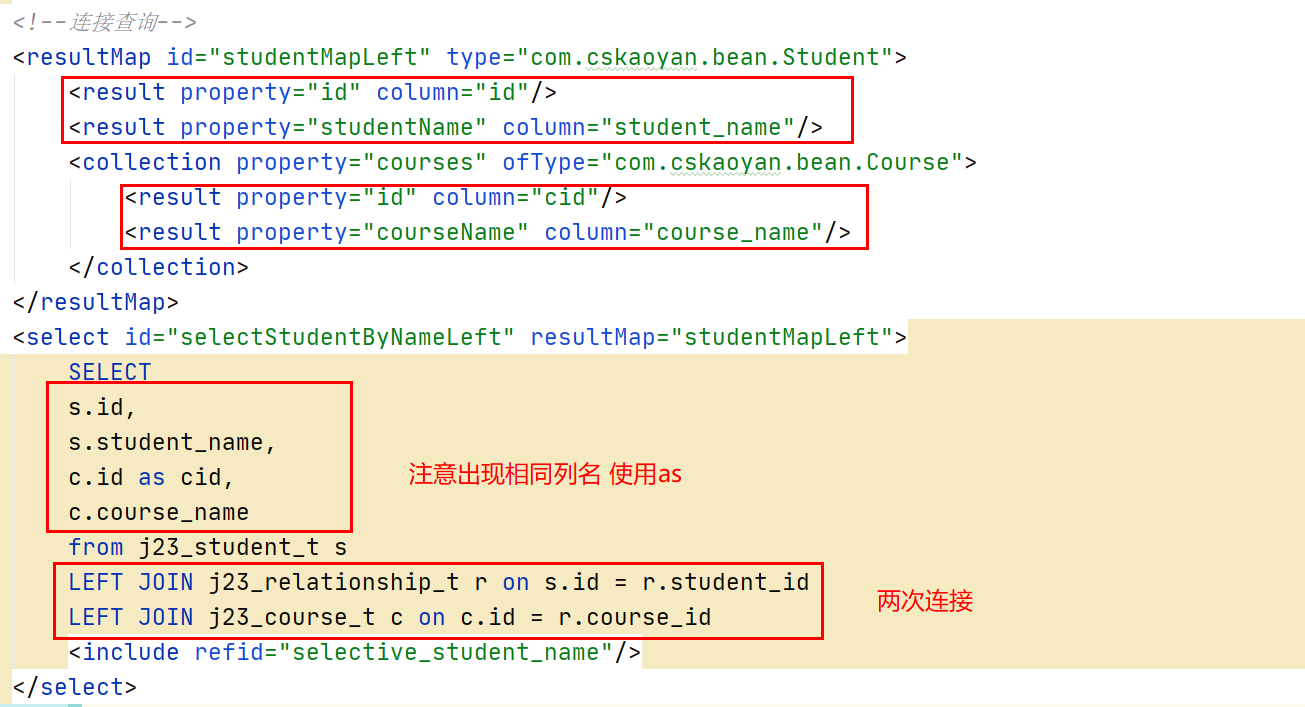 <!--连接查询-->
<resultMap id="studentMapLeft" type="com.cskaoyan.bean.Student">
<result property="id" column="id"/>
<result property="studentName" column="student_name"/>
<collection property="courses" ofType="com.cskaoyan.bean.Course">
<result property="id" column="cid"/>
<result property="courseName" column="course_name"/>
</collection>
</resultMap>
<select id="selectStudentByNameLeft" resultMap="studentMapLeft">
SELECT
s.id,
s.student_name,
c.id as cid,
注意出现相同列名 使用as
c.course_name
from j23_student_t s
LEFT JOIN j23_relationship_t r on s.id = r.student_id
LEFT JOIN j23_course_t c on c.id = r.course_id
两次连接
<include refid="selective_student_name"/>
</select>